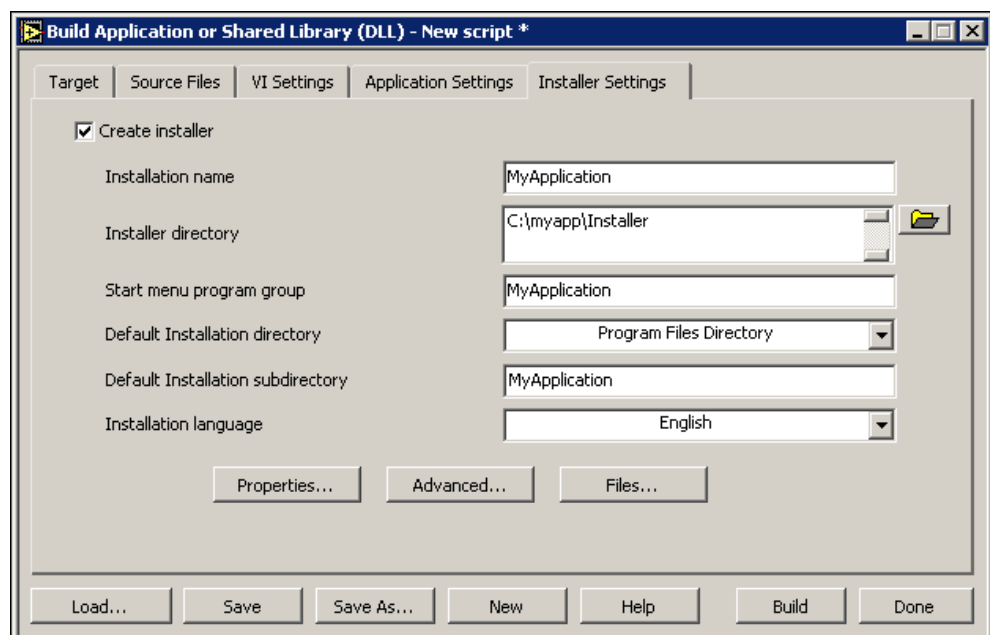 Build Application or Shared Library (DLL) - New script *
Target Source Files VI Settings Application Settings Installer Settings
Create installer
Installation name MyApplication
Installer directory C:\myapp\Installer
Start menu program group MyApplication
Default Installation directory Program Files Directory
Default Installation subdirectory MyApplication
Installation language English
Properties... Advanced... Files...
Load... Save Save As... New Help Build Done